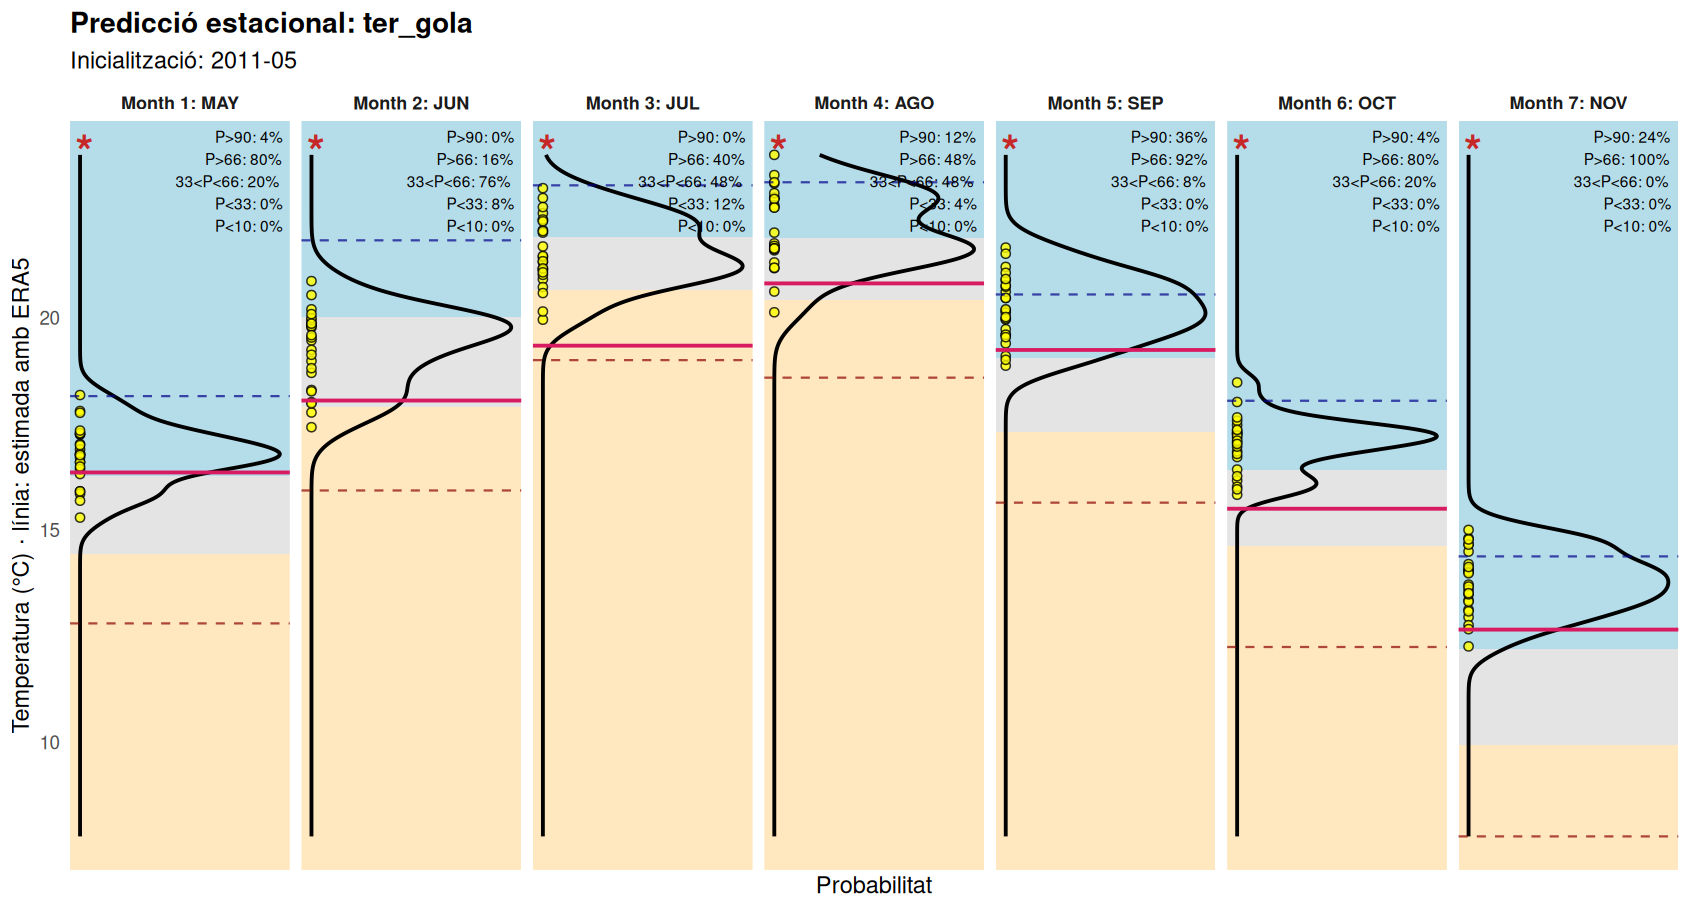 Predicció estacional: ter_gola
Inicialització: 2011-05
Month 1: MAY
Month 2: JUN
Month 3: JUL
Month 4: AGO
Month 5: SEP
Month 6: OCT
Month 7: NOV
*
P>90: 4%
P>66: 80%
33<P<66: 20%
P<33: 0%
P<10: 0%
*
P>90: 0%
P>66: 16%
33<P<66: 76%
P<33: 8%
P<10: 0%
*
P>90: 0%
P>66: 40%
33<P<66: 48%
P<33: 12%
P<10: 0%
*
P>90: 12%
P>66: 48%
33<P<66: 48%
P<33: 4%
P<10: 0%
*
P>90: 36%
P>66: 92%
33<P<66: 8%
P<33: 0%
P<10: 0%
*
P>90: 4%
P>66: 80%
33<P<66: 20%
P<33: 0%
P<10: 0%
*
P>90: 24%
P>66: 100%
33<P<66: 0%
P<33: 0%
P<10: 0%
20
15
10
Temperatura (°C) · línia: estimada amb ERA5
Probabilitat